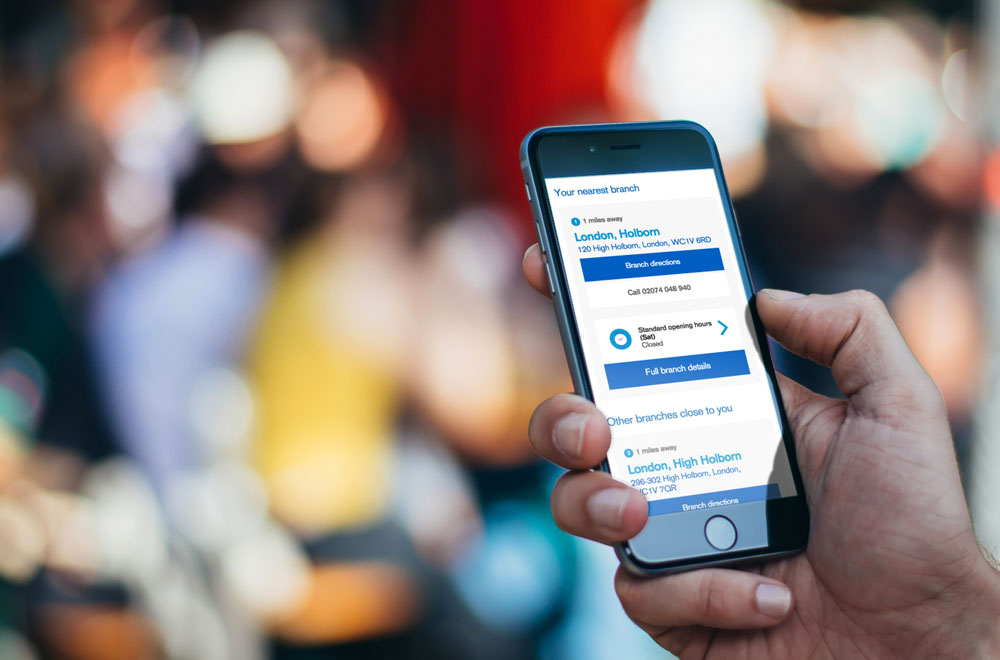 Your nearest branch
1 1 miles away
London, Holborn
120 High Holborn, London, WC1V 6RD
Branch directions
Call 02074 048 940
Standard opening hours
(Sat)
Closed
Full branch details
Other branches close to you
1 miles away
London, High Holborn
296-302 High Holborn, London,
WC1V 7QR
Branch directions